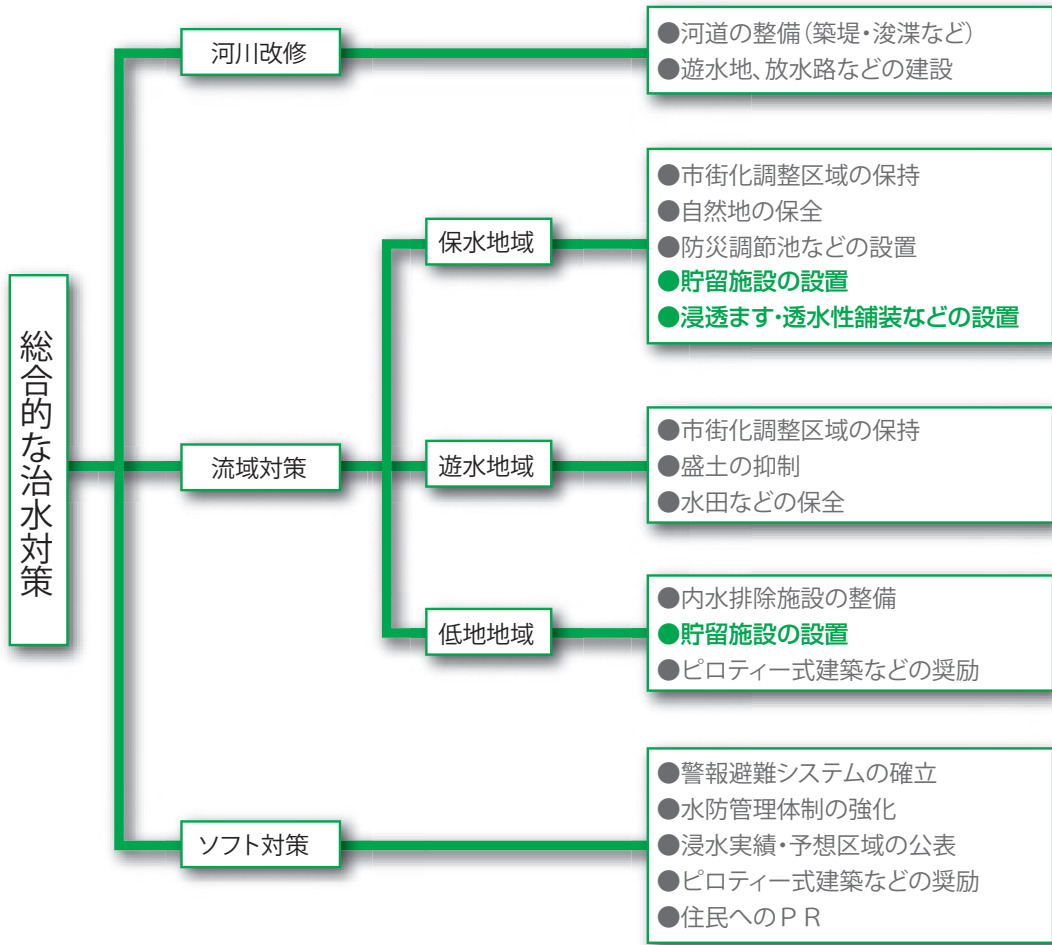 総合的な治水対策
河川改修
●河道の整備（築堤・浚渫など）
●遊水地、放水路などの建設
流域対策
保水地域
●市街化調整区域の保持
●自然地の保全
●防災調節池などの設置
●貯留施設の設置
●浸透ます・透水性舗装などの設置
遊水地域
●市街化調整区域の保持
●盛土の抑制
●水田などの保全
低地地域
●内水排除施設の整備
●貯留施設の設置
●ピロティー式建築などの奨励
ソフト対策
●警報避難システムの確立
●水防管理体制の強化
●浸水実績・予想区域の公表
●ピロティー式建築などの奨励
●住民へのＰＲ